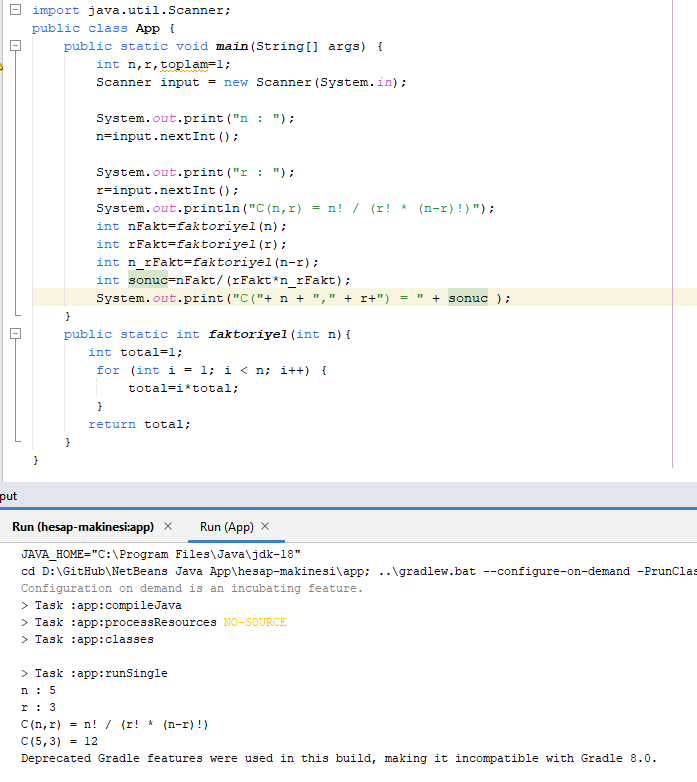 import java.util.Scanner;
public class App {
    public static void main(String[] args) {
        int n,r,toplam=1;
        Scanner input = new Scanner(System.in);

        System.out.print("n : ");
        n=input.nextInt();

        System.out.print("r : ");
        r=input.nextInt();
        System.out.println("C(n,r) = n! / (r! * (n-r)!)");
        int nFakt=faktoriyel(n);
        int rFakt=faktoriyel(r);
        int n_rFakt=faktoriyel(n-r);
        int sonuc=nFakt/(rFakt*n_rFakt);
        System.out.print("C("+ n + "," + r+") = " + sonuc );
    }
    public static int faktoriyel(int n){
       int total=1;
        for (int i = 1; i < n; i++) {
            total=i*total;
        }
       return total;
    }
}
put
Run (hesap-makinesi:app) × Run (App) ×
JAVA_HOME="C:\Program Files\Java\jdk-18"
cd D:\GitHub\NetBeans Java App\hesap-makinesi\app; ..\gradlew.bat --configure-on-demand -PrunClas
Configuration on demand is an incubating feature.
> Task :app:compileJava
> Task :app:processResources NO-SOURCE
> Task :app:classes

> Task :app:runSingle
n : 5
r : 3
C(n,r) = n! / (r! * (n-r)!)
C(5,3) = 12
Deprecated Gradle features were used in this build, making it incompatible with Gradle 8.0.